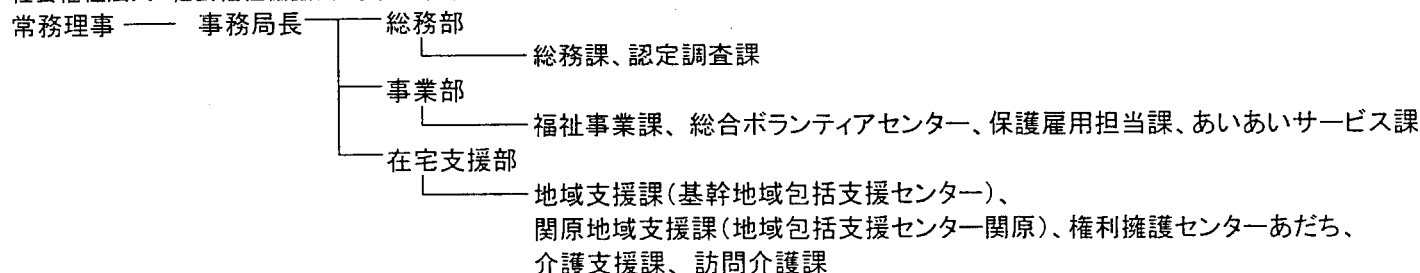 常務理事 ── 事務局長 総務部
総務課、認定調査課
事業部
福祉事業課、総合ボランティアセンター、保護雇用担当課、あいあいサービス課
在宅支援部
地域支援課(基幹地域包括支援センター)、
関原地域支援課(地域包括支援センター関原)、権利擁護センターあだち、
介護支援課、訪問介護課